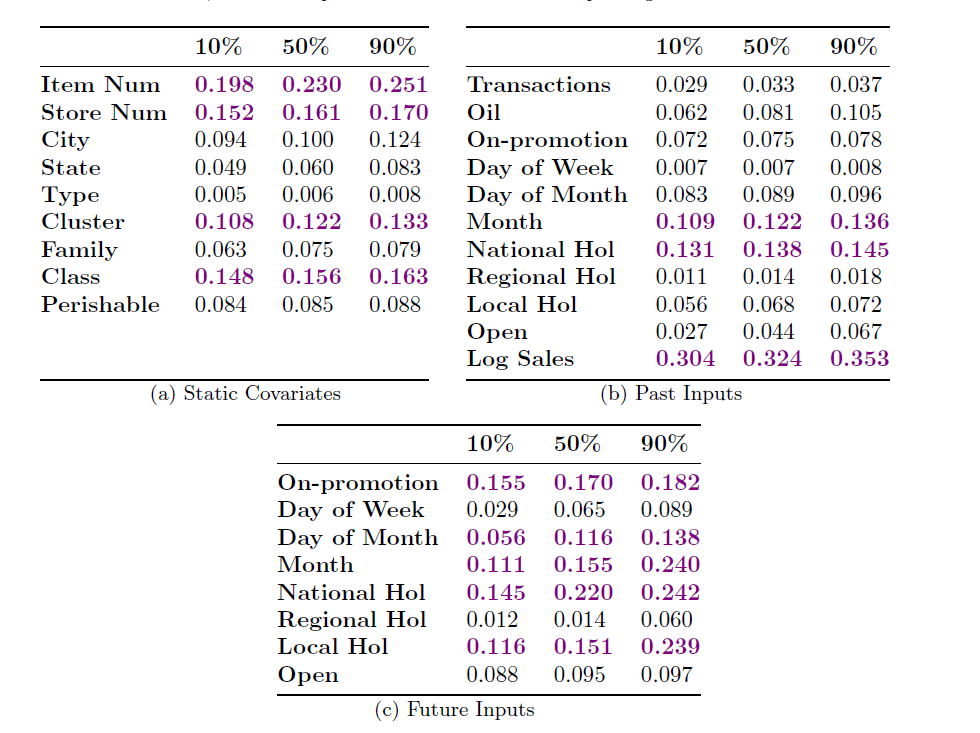 10% 50% 90%
Item Num 0.198 0.230 0.251
Store Num 0.152 0.161 0.170
City 0.094 0.100 0.124
State 0.049 0.060 0.083
Type 0.005 0.006 0.008
Cluster 0.108 0.122 0.133
Family 0.063 0.075 0.079
Class 0.148 0.156 0.163
Perishable 0.084 0.085 0.088
(a) Static Covariates
10% 50% 90%
Transactions 0.029 0.033 0.037
Oil 0.062 0.081 0.105
On-promotion 0.072 0.075 0.078
Day of Week 0.007 0.007 0.008
Day of Month 0.083 0.089 0.096
Month 0.109 0.122 0.136
National Hol 0.131 0.138 0.145
Regional Hol 0.011 0.014 0.018
Local Hol 0.056 0.068 0.072
Open 0.027 0.044 0.067
Log Sales 0.304 0.324 0.353
(b) Past Inputs
10% 50% 90%
On-promotion 0.155 0.170 0.182
Day of Week 0.029 0.065 0.089
Day of Month 0.056 0.116 0.138
Month 0.111 0.155 0.240
National Hol 0.145 0.220 0.242
Regional Hol 0.012 0.014 0.060
Local Hol 0.116 0.151 0.239
Open 0.088 0.095 0.097
(c) Future Inputs